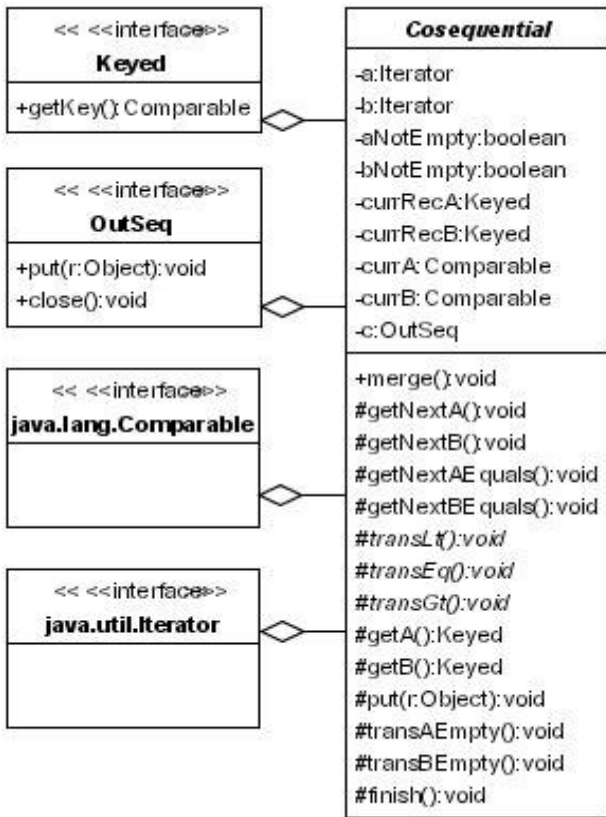 << <<interface>>
Keyed
+getKey():Comparable
<< <<interface>>
OutSeq
+put(r:Object):void
+close():void
<< <<interface>>
java.lang.Comparable
<< <<interface>>
java.util.Iterator
Cosequential
-a:Iterator
-b:Iterator
-aNotEmpty:boolean
-bNotEmpty:boolean
-currRecA:Keyed
-currRecB:Keyed
-currA:Comparable
-currB:Comparable
-c:OutSeq
+merge():void
#getNextA():void
#getNextB():void
#getNextAEquals():void
#getNextBEquals():void
#transLt():void
#transEq():void
#transGt():void
#getA():Keyed
#getB():Keyed
#put(r:Object):void
#transAEmpty():void
#transBEmpty():void
#finish():void